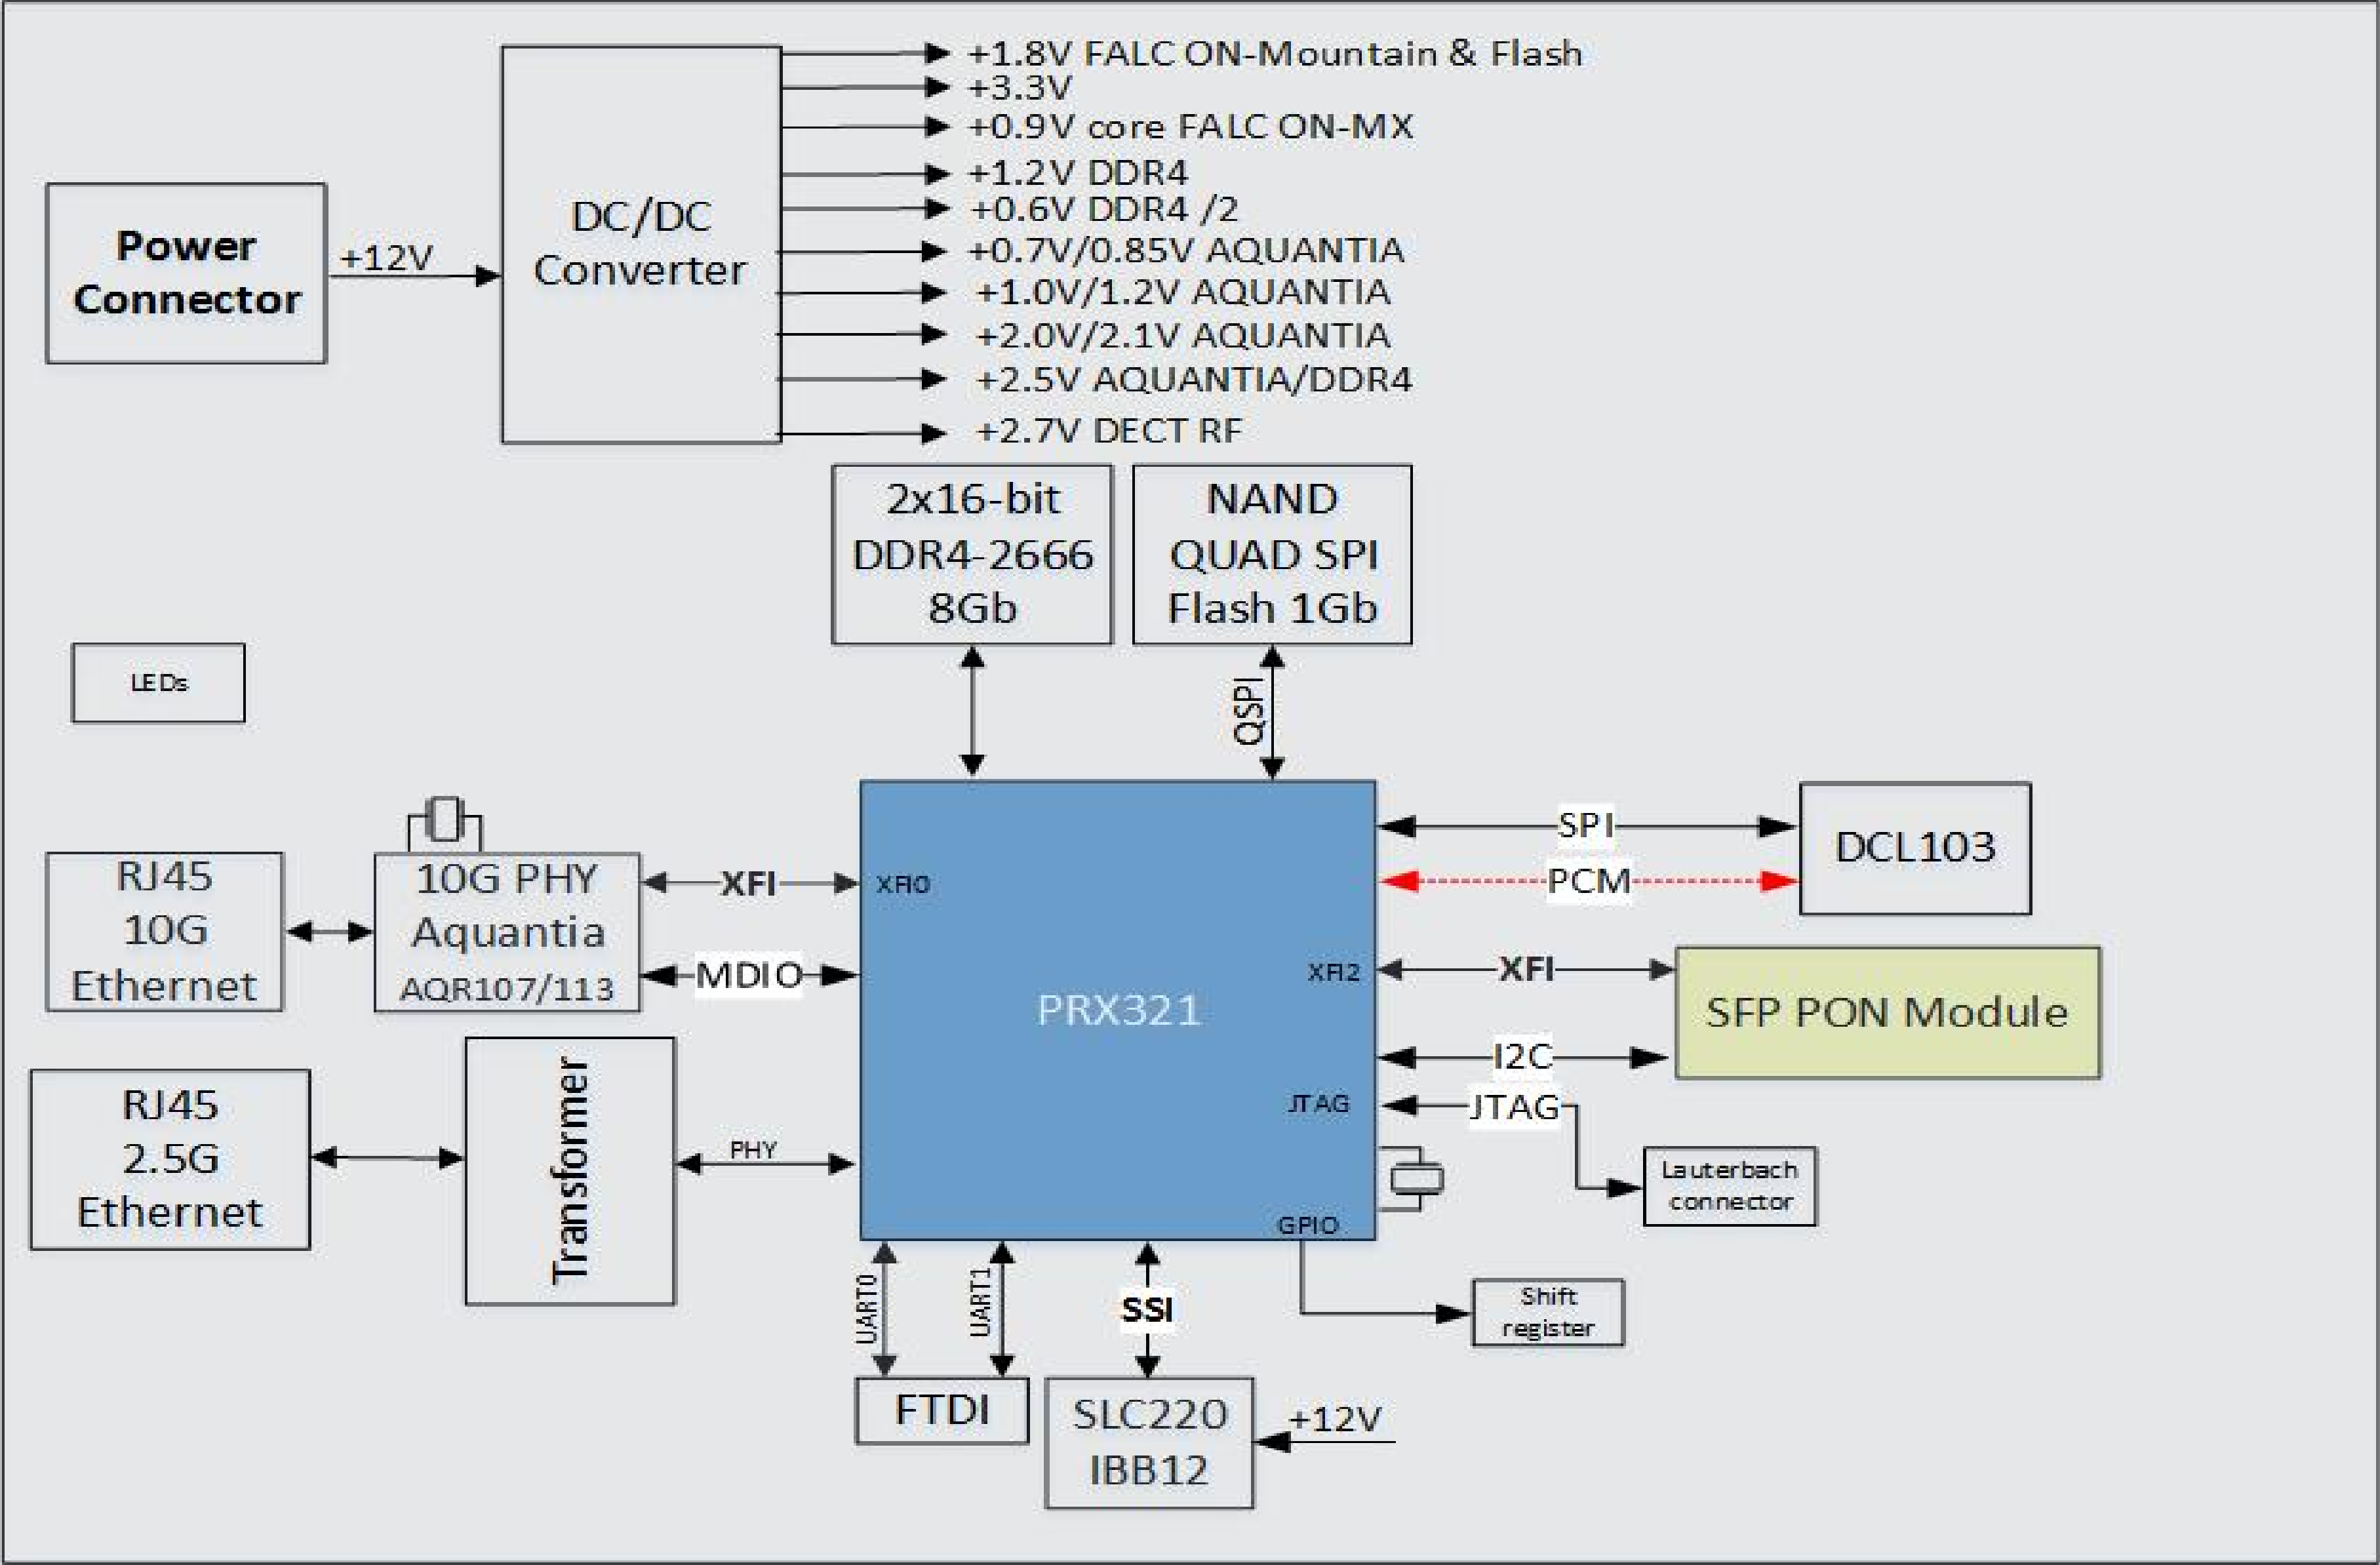 +1.8V FALC ON-Mountain & Flash
+3.3V
+0.9V core FALC ON-MX
+1.2V DDR4
+0.6V DDR4 /2
+0.7V/0.85V AQUANTIA
+1.0V/1.2V AQUANTIA
+2.0V/2.1V AQUANTIA
+2.5V AQUANTIA/DDR4
+2.7V DECT RF
DC/DC
Converter
Power
Connector
+12V
2x16-bit
DDR4-2666
8Gb
NAND
QUAD SPI
Flash 1Gb
LEDs
QSPI
RJ45
10G
Ethernet
10G PHY
Aquantia
AQR107/113
XFI
MDIO
XFI0
PRX321
XFI2
JTAG
GPIO
SPI
PCM
DCL103
XFI
I2C
SFP PON Module
JTAG
Lauterbach
connector
RJ45
2.5G
Ethernet
Transformer
PHY
UART0
UART1
SSI
Shift
register
FTDI
SLC220
IBB12
+12V